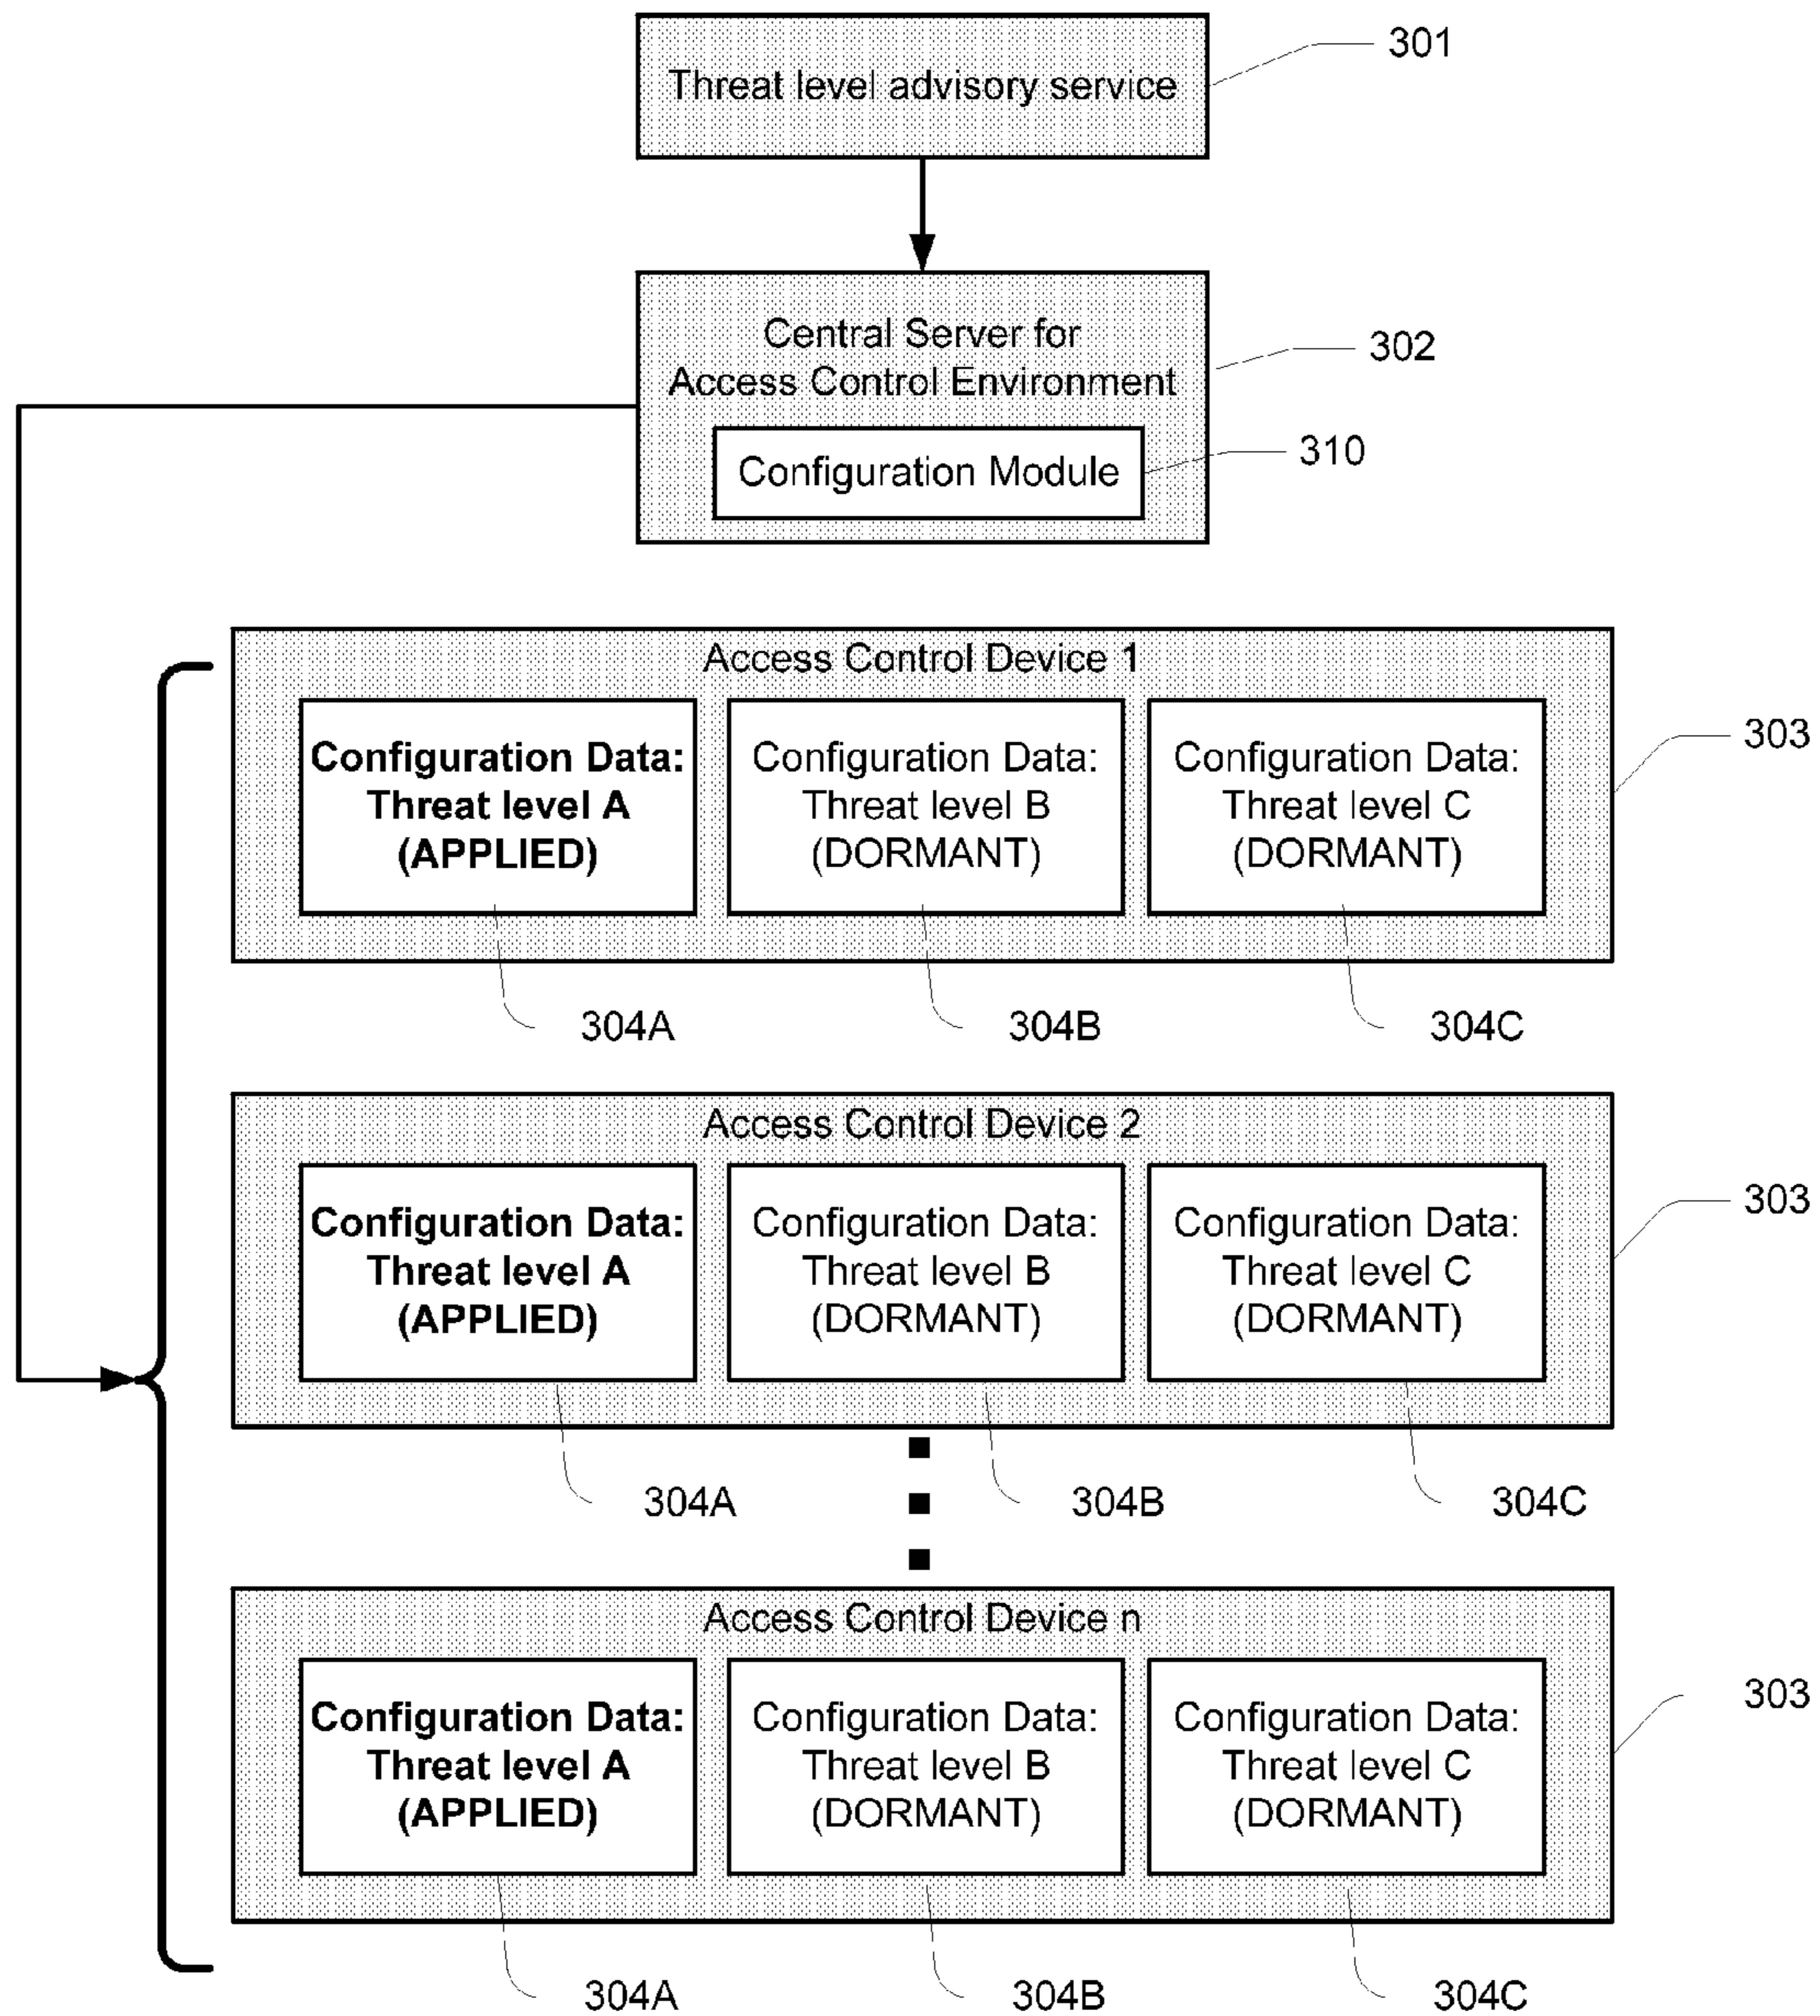 Threat level advisory service
301
Central Server for
Access Control Environment
302
Configuration Module
310
Access Control Device 1
Configuration Data:
Threat level A
(APPLIED)
Configuration Data:
Threat level B
(DORMANT)
Configuration Data:
Threat level C
(DORMANT)
303
304A
304B
304C
Access Control Device 2
Configuration Data:
Threat level A
(APPLIED)
Configuration Data:
Threat level B
(DORMANT)
Configuration Data:
Threat level C
(DORMANT)
303
304A
304B
304C
Access Control Device n
Configuration Data:
Threat level A
(APPLIED)
Configuration Data:
Threat level B
(DORMANT)
Configuration Data:
Threat level C
(DORMANT)
303
304A
304B
304C